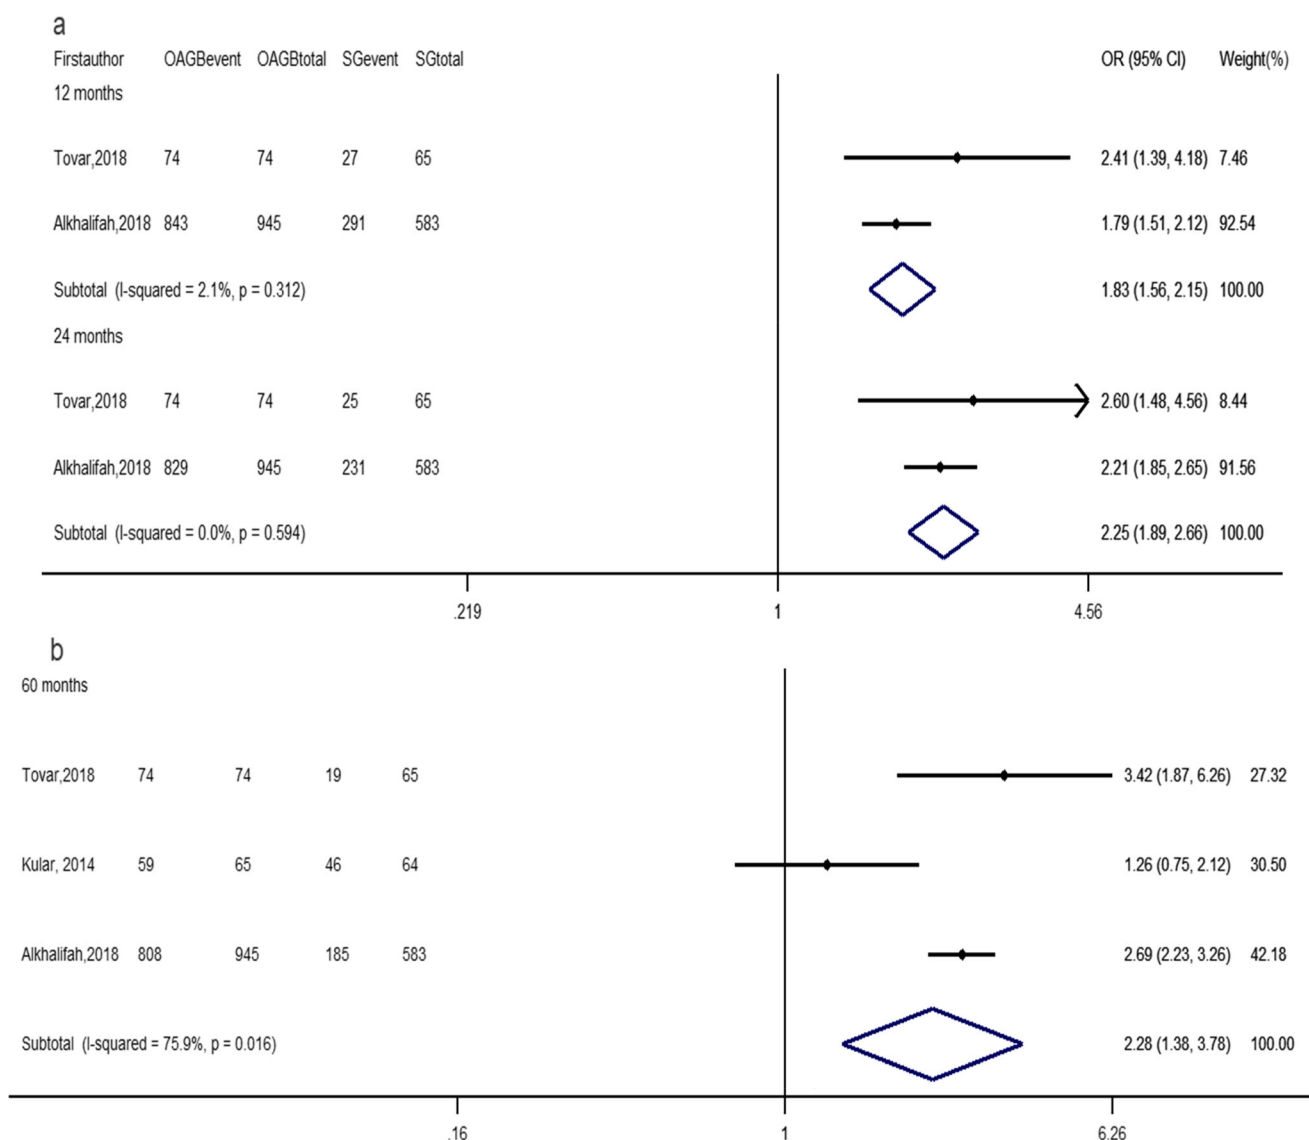 a
Firstauthor OAGBevent OAGBtotal SGevent SGtotal OR (95% CI) Weight(%)
12 months
Tovar,2018 74 74 27 65 2.41 (1.39, 4.18) 7.46
Alkhalifah,2018 843 945 291 583 1.79 (1.51, 2.12) 92.54
Subtotal (I-squared = 2.1%, p = 0.312) 1.83 (1.56, 2.15) 100.00
24 months
Tovar,2018 74 74 25 65 2.60 (1.48, 4.56) 8.44
Alkhalifah,2018 829 945 231 583 2.21 (1.85, 2.65) 91.56
Subtotal (I-squared = 0.0%, p = 0.594) 2.25 (1.89, 2.66) 100.00
.219 1 4.56
b
60 months
Tovar,2018 74 74 19 65 3.42 (1.87, 6.26) 27.32
Kular, 2014 59 65 46 64 1.26 (0.75, 2.12) 30.50
Alkhalifah,2018 808 945 185 583 2.69 (2.23, 3.26) 42.18
Subtotal (I-squared = 75.9%, p = 0.016) 2.28 (1.38, 3.78) 100.00
.16 1 6.26